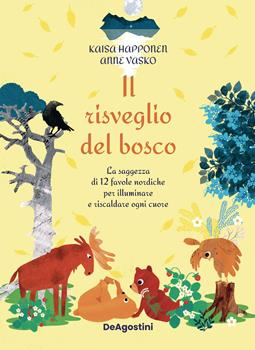 KAISA HAPPONEN
ANNE VASKO
Il
risveglio
del bosco
La saggezza
di 12 favole nordiche
per illuminare
e riscaldare ogni cuore
DeAGOSTINI